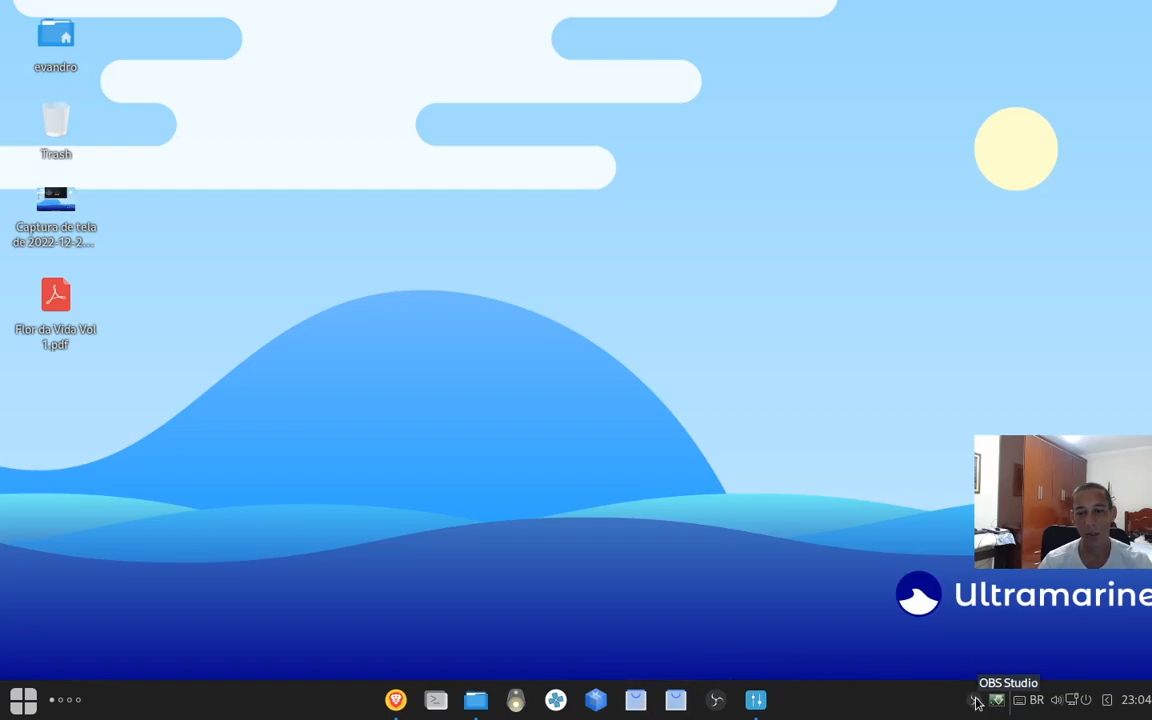 evandro
Trash
Captura de tela
de 2022-12-2...
Flor da Vida Vol
1.pdf
Ultramarine
OBS Studio
BR
23:04